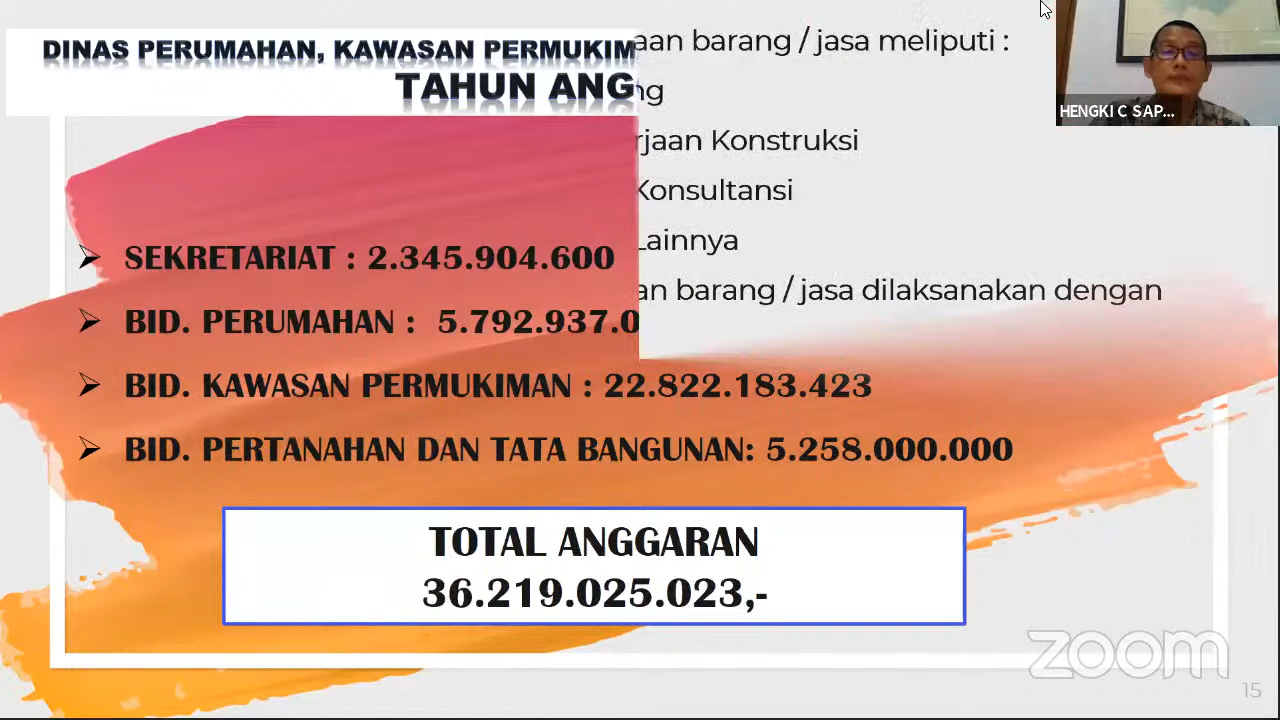 DINAS PERUMAHAN, KAWASAN PERMUKIM
TAHUN ANG
aan barang / jasa meliputi :
ng
rjaan Konstruksi
Konsultansi
Lainnya
an barang / jasa dilaksanakan dengan
HENGKI C SAP...
➢ SEKRETARIAT : 2.345.904.600
➢ BID. PERUMAHAN : 5.792.937.0
➢ BID. KAWASAN PERMUKIMAN : 22.822.183.423
➢ BID. PERTANAHAN DAN TATA BANGUNAN: 5.258.000.000
TOTAL ANGGARAN
36.219.025.023,-
zoom
15